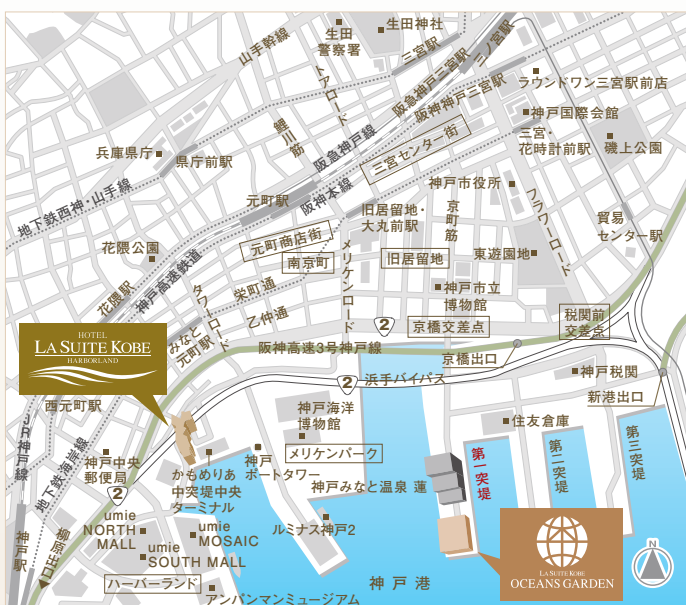 生田神社
生田
警察署
山手幹線
三宮駅
三ノ宮駅
トアロード
阪急神戸三宮駅
阪神神戸三宮駅
ラウンドワン三宮駅前店
神戸国際会館
三宮・
花時計前駅
磯上公園
鯉川筋
阪急神戸線
三宮センター街
兵庫県庁
県庁前駅
地下鉄西神・山手線
元町駅
阪神本線
神戸市役所
フラワーロード
旧居留地・
大丸前駅
京町筋
貿易
センター駅
花隈公園
元町商店街
南京町
メリケンロード
旧居留地
東遊園地
神戸高速鉄道
花隈駅
栄町通
乙仲通
タワーロード
みなと
元町駅
神戸市立
博物館
税関前
交差点
2
京橋交差点
阪神高速3号神戸線
京橋出口
HOTEL
LA SUITE KOBE
HARBORLAND
2
浜手バイパス
神戸税関
新港出口
西元町駅
JR神戸線
地下鉄海岸線
神戸海洋
博物館
住友倉庫
神戸中央
郵便局
かもめりあ
中突堤中央
ターミナル
神戸
ポートタワー
メリケンパーク
第一突堤
第二突堤
第三突堤
神戸みなと温泉 蓮
2
umie
NORTH
MALL
umie
MOSAIC
umie
SOUTH MALL
ルミナス神戸2
神戸駅
柳原出口
ハーバーランド
アンパンマンミュージアム
神戸港
LA SUITE KOBE
OCEANS GARDEN
N